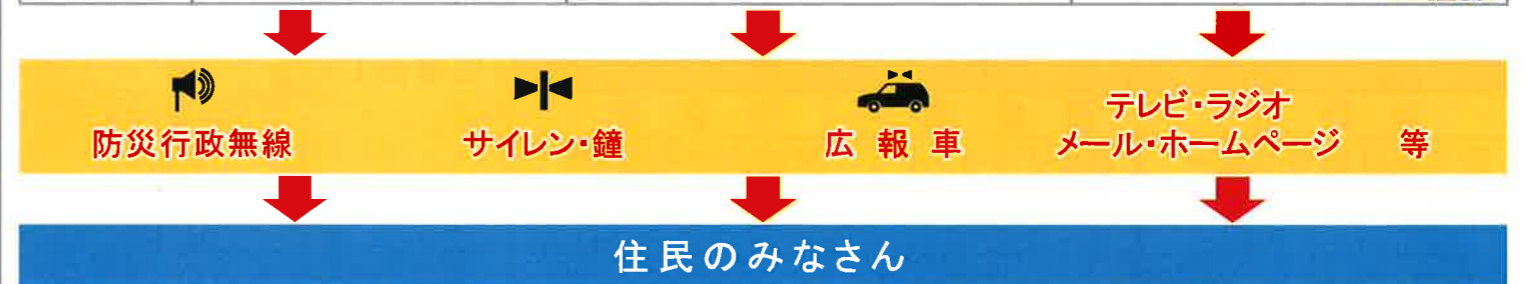 防災行政無線
サイレン・鐘
広報車
テレビ・ラジオ
メール・ホームページ 等
住民のみなさん